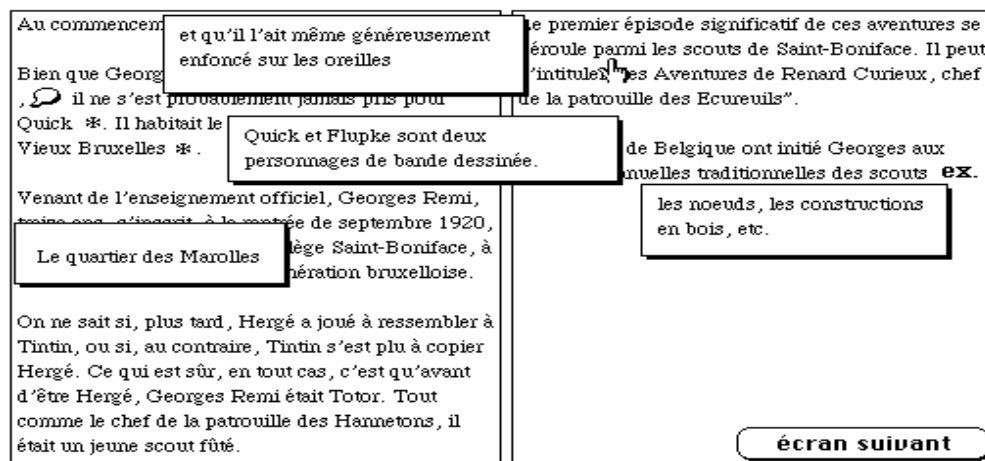 Au commencem
et qu'il l'ait même généreusement
enfoncé sur les oreilles
Bien que Georg
, il ne s'est probablement jamais pris pour
Quick *. Il habitait le
Vieux Bruxelles *.
Quick et Flupke sont deux
personnages de bande dessinée.
Venant de l'enseignement officiel, Georges Remi,
treize ans, s'inscrit, à la rentrée de septembre 1920,
lège Saint-Boniface, à
nération bruxelloise.
Le quartier des Marolles
On ne sait si, plus tard, Hergé a joué à ressembler à
Tintin, ou si, au contraire, Tintin s'est plu à copier
Hergé. Ce qui est sûr, en tout cas, c'est qu'avant
d'être Hergé, Georges Remi était Totor. Tout
comme le chef de la patrouille des Hannetons, il
était un jeune scout fûté.
premier épisode significatif de ces aventures se
éroule parmi les scouts de Saint-Boniface. Il peut
s'intituler es Aventures de Renard Curieux, chef
de la patrouille des Ecureuils".
de Belgique ont initié Georges aux
nuelles traditionnelles des scouts ex.
les noeuds, les constructions
en bois, etc.
écran suivant